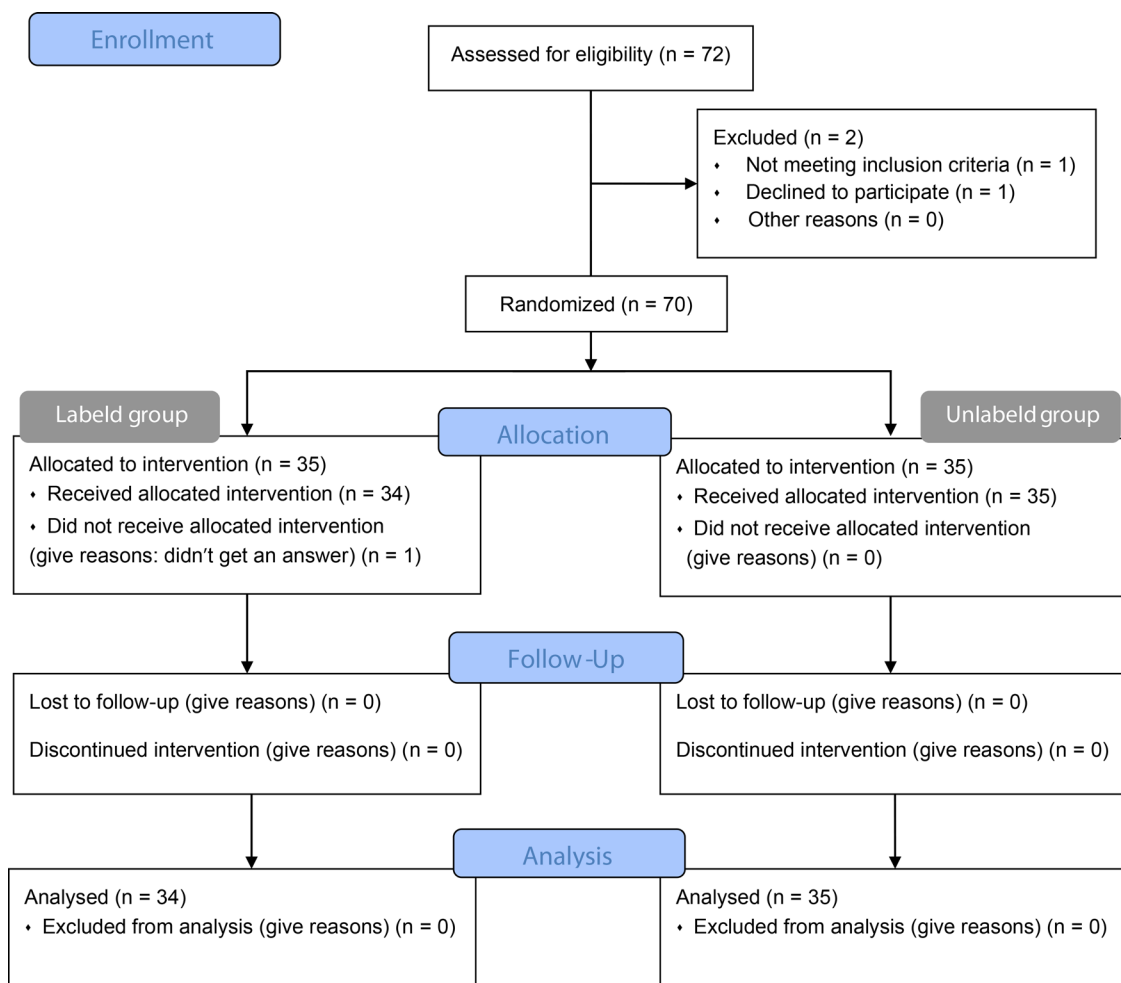 Enrollment
Assessed for eligibility (n = 72)
Excluded (n = 2)
⬧ Not meeting inclusion criteria (n = 1)
⬧ Declined to participate (n = 1)
⬧ Other reasons (n = 0)
Randomized (n = 70)
Labeld group
Unlabeld group
Allocation
Allocated to intervention (n = 35)
⬧ Received allocated intervention (n = 34)
⬧ Did not receive allocated intervention
(give reasons: didn’t get an answer) (n = 1)
Allocated to intervention (n = 35)
⬧ Received allocated intervention (n = 35)
⬧ Did not receive allocated intervention
(give reasons) (n = 0)
Follow-Up
Lost to follow-up (give reasons) (n = 0)
Discontinued intervention (give reasons) (n = 0)
Lost to follow-up (give reasons) (n = 0)
Discontinued intervention (give reasons) (n = 0)
Analysis
Analysed (n = 34)
⬧ Excluded from analysis (give reasons) (n = 0)
Analysed (n = 35)
⬧ Excluded from analysis (give reasons) (n = 0)